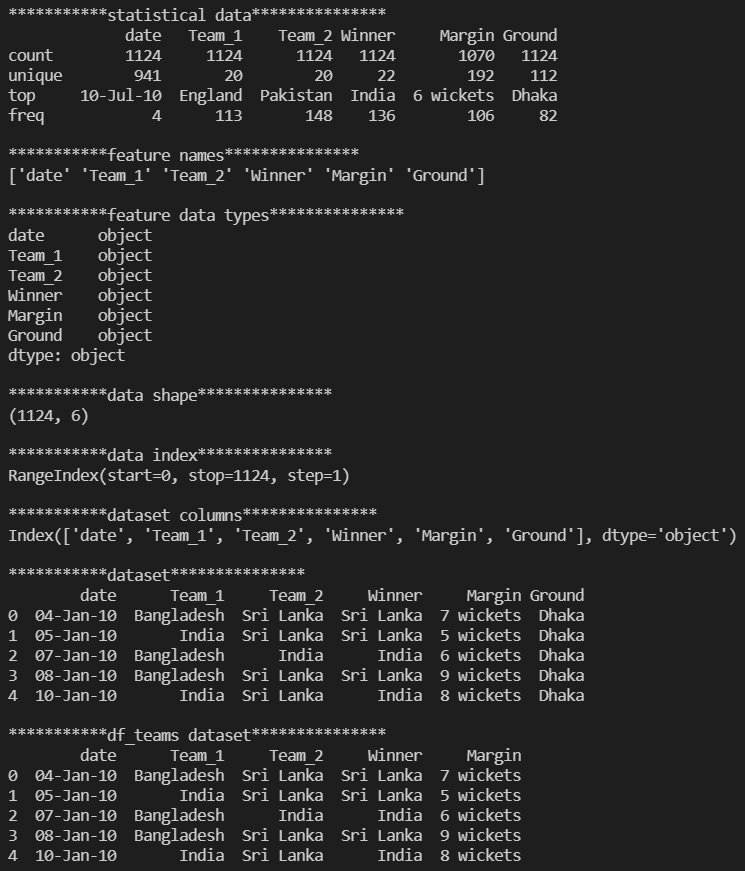 ***********statistical data***************
             date   Team_1    Team_2 Winner     Margin Ground
count        1124     1124      1124   1124       1070   1124
unique        941       20        20     22        192    112
top     10-Jul-10  England  Pakistan  India  6 wickets  Dhaka
freq            4      113       148    136        106     82

***********feature names***************
['date' 'Team_1' 'Team_2' 'Winner' 'Margin' 'Ground']

***********feature data types***************
date      object
Team_1    object
Team_2    object
Winner    object
Margin    object
Ground    object
dtype: object

***********data shape***************
(1124, 6)

***********data index***************
RangeIndex(start=0, stop=1124, step=1)

***********dataset columns***************
Index(['date', 'Team_1', 'Team_2', 'Winner', 'Margin', 'Ground'], dtype='object')

***********dataset***************
        date      Team_1     Team_2     Winner     Margin Ground
0  04-Jan-10  Bangladesh  Sri Lanka  Sri Lanka  7 wickets  Dhaka
1  05-Jan-10       India  Sri Lanka  Sri Lanka  5 wickets  Dhaka
2  07-Jan-10  Bangladesh      India      India  6 wickets  Dhaka
3  08-Jan-10  Bangladesh  Sri Lanka  Sri Lanka  9 wickets  Dhaka
4  10-Jan-10       India  Sri Lanka      India  8 wickets  Dhaka

***********df_teams dataset***************
        date      Team_1     Team_2     Winner     Margin
0  04-Jan-10  Bangladesh  Sri Lanka  Sri Lanka  7 wickets
1  05-Jan-10       India  Sri Lanka  Sri Lanka  5 wickets
2  07-Jan-10  Bangladesh      India      India  6 wickets
3  08-Jan-10  Bangladesh  Sri Lanka  Sri Lanka  9 wickets
4  10-Jan-10       India  Sri Lanka      India  8 wickets